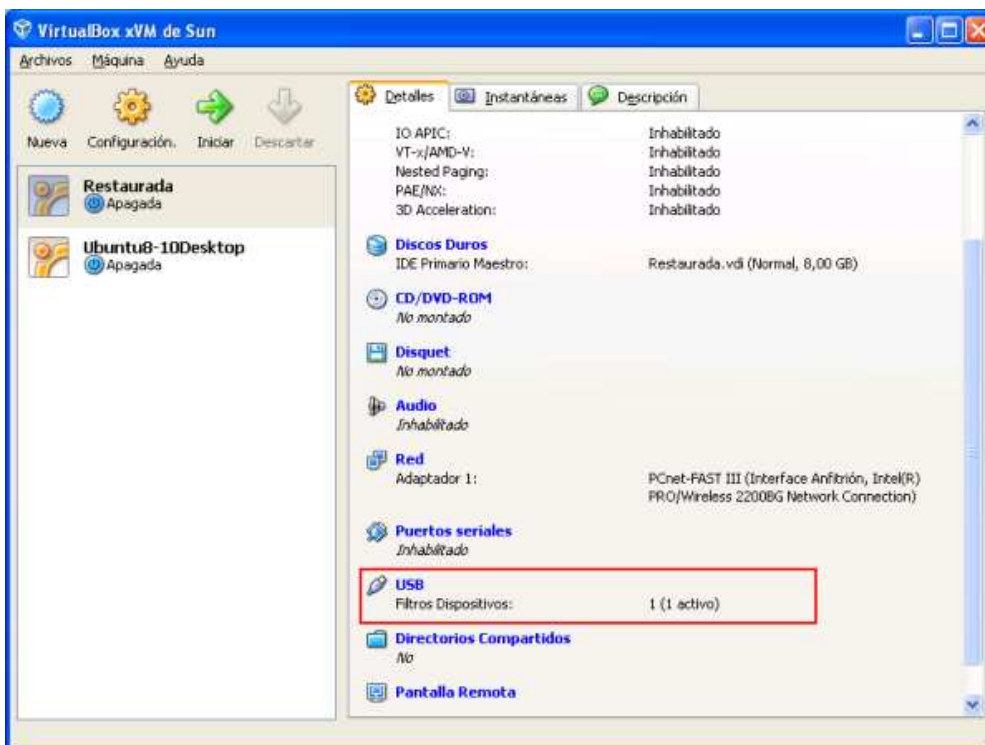 VirtualBox xVM de Sun
Archivos Máquina Ayuda
Nueva Configuración. Iniciar Descartar
Restaurada
Apagada
Ubuntu8-10Desktop
Apagada
Detalles Instantáneas Descripción
IO APIC: Inhabilitado
VT-x/AMD-V: Inhabilitado
Nested Paging: Inhabilitado
PAE/NX: Inhabilitado
3D Acceleration: Inhabilitado
Discos Duros
IDE Primario Maestro: Restaurada.vdi (Normal, 8,00 GB)
CD/DVD-ROM
No montado
Disquet
No montado
Audio
Inhabilitado
Red
Adaptador 1: PCnet-FAST III (Interface Anfitrión, Intel(R)
PRO/Wireless 2200BG Network Connection)
Puertos seriales
Inhabilitado
USB
Filtros Dispositivos: 1 (1 activo)
Directorios Compartidos
No
Pantalla Remota